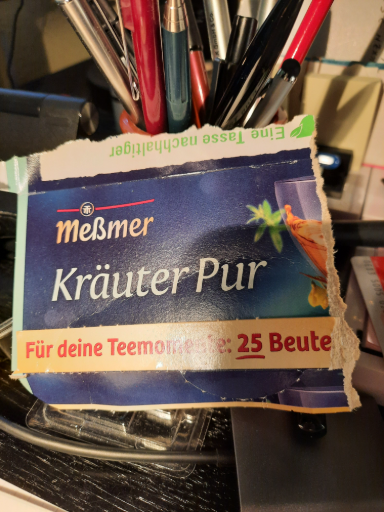 Eine Tasse nachhaltiger
Meßmer
Kräuter Pur
Für deine Teemomente: 25 Beute